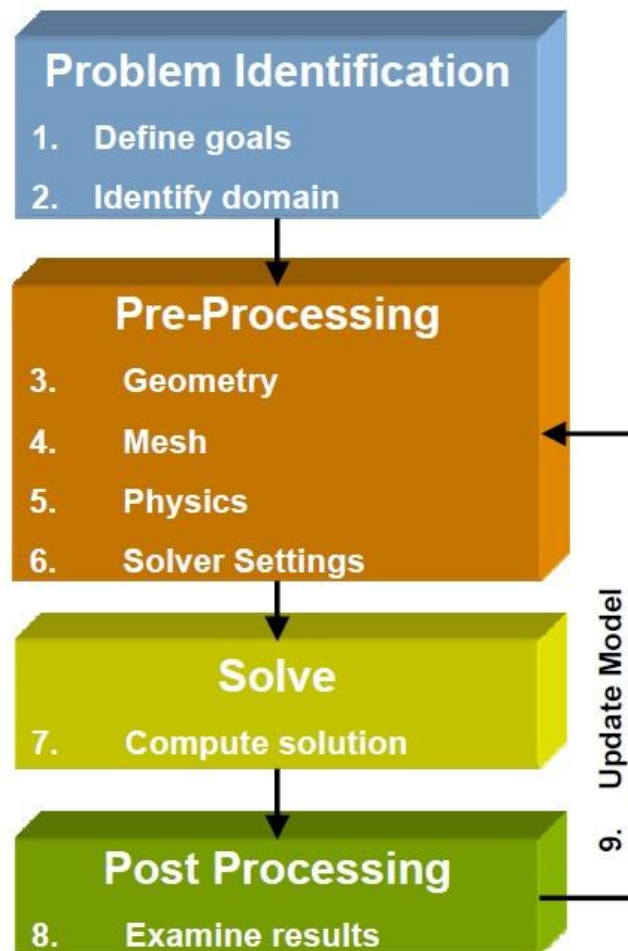 Problem Identification
1. Define goals
2. Identify domain
Pre-Processing
3. Geometry
4. Mesh
5. Physics
6. Solver Settings
Solve
7. Compute solution
Post Processing
8. Examine results
9. Update Model